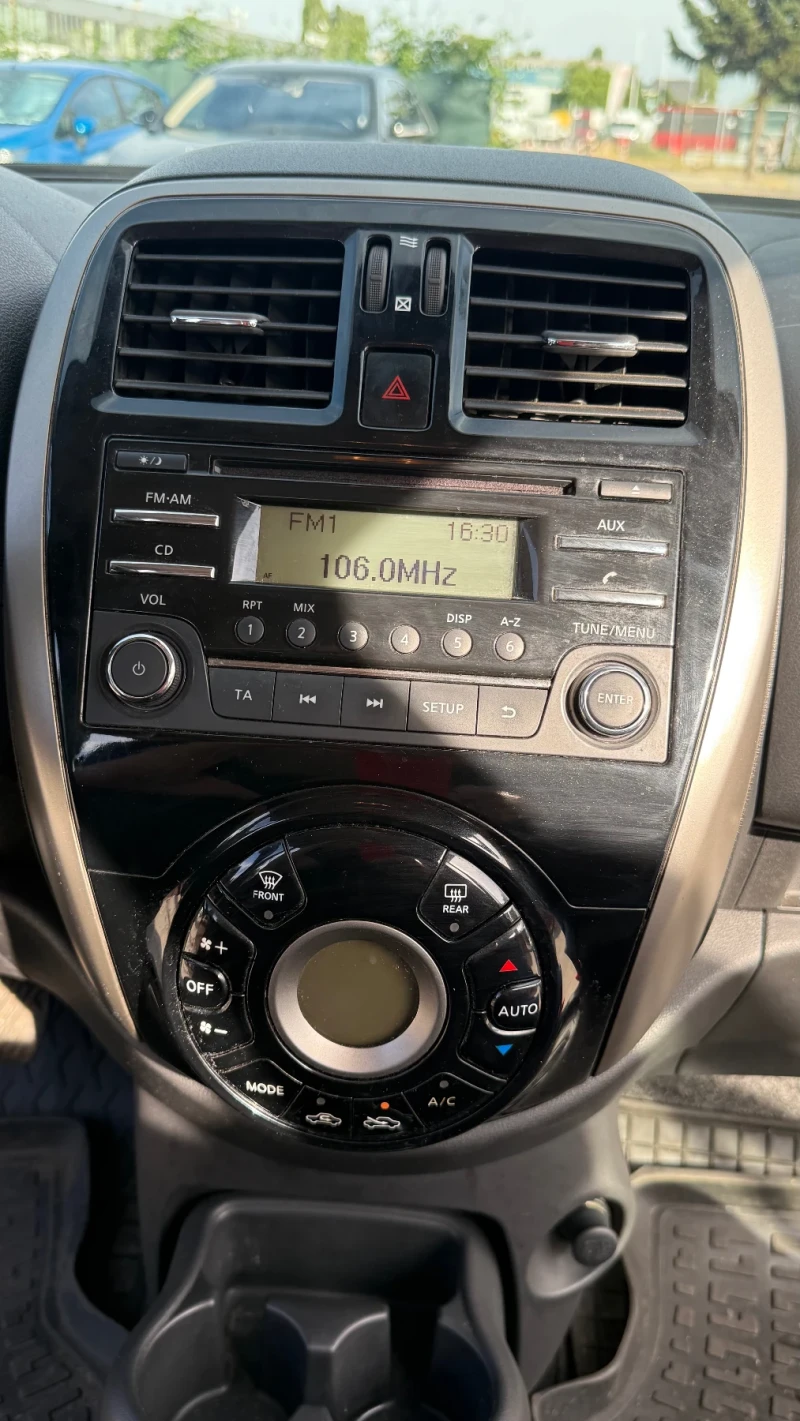 FM·AM
CD
VOL
FM1 16:30
AF 106.0MHz
AUX
RPT MIX DISP A-Z
1 2 3 4 5 6
TUNE/MENU
TA SETUP ENTER
FRONT REAR
+
OFF AUTO
−
MODE A/C